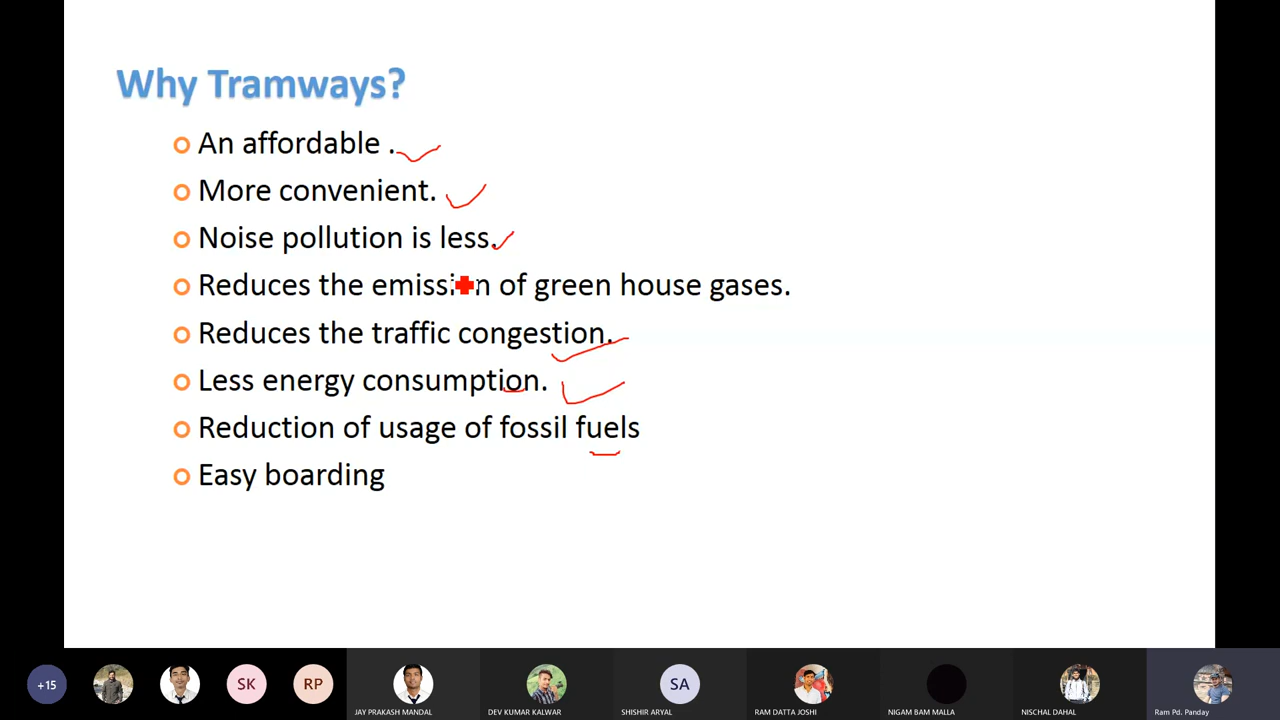 Why Tramways?
An affordable .
More convenient.
Noise pollution is less.
Reduces the emission of green house gases.
Reduces the traffic congestion.
Less energy consumption.
Reduction of usage of fossil fuels
Easy boarding
+15
SK
RP
SA
JAY PRAKASH MANDAL
DEV KUMAR KALWAR
SHISHIR ARYAL
RAM DATTA JOSHI
NIGAM BAM MALLA
NISCHAL DAHAL
Ram Pd. Panday